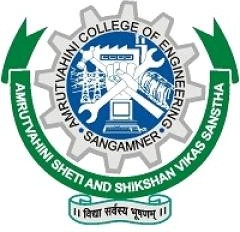 AMRUTVAHINI COLLEGE OF ENGINEERING
SANGAMNER
AMRUTVAHINI SHETI AND SHIKSHAN VIKAS SANSTHA
॥ विद्या सर्वस्य भूषणम् ॥